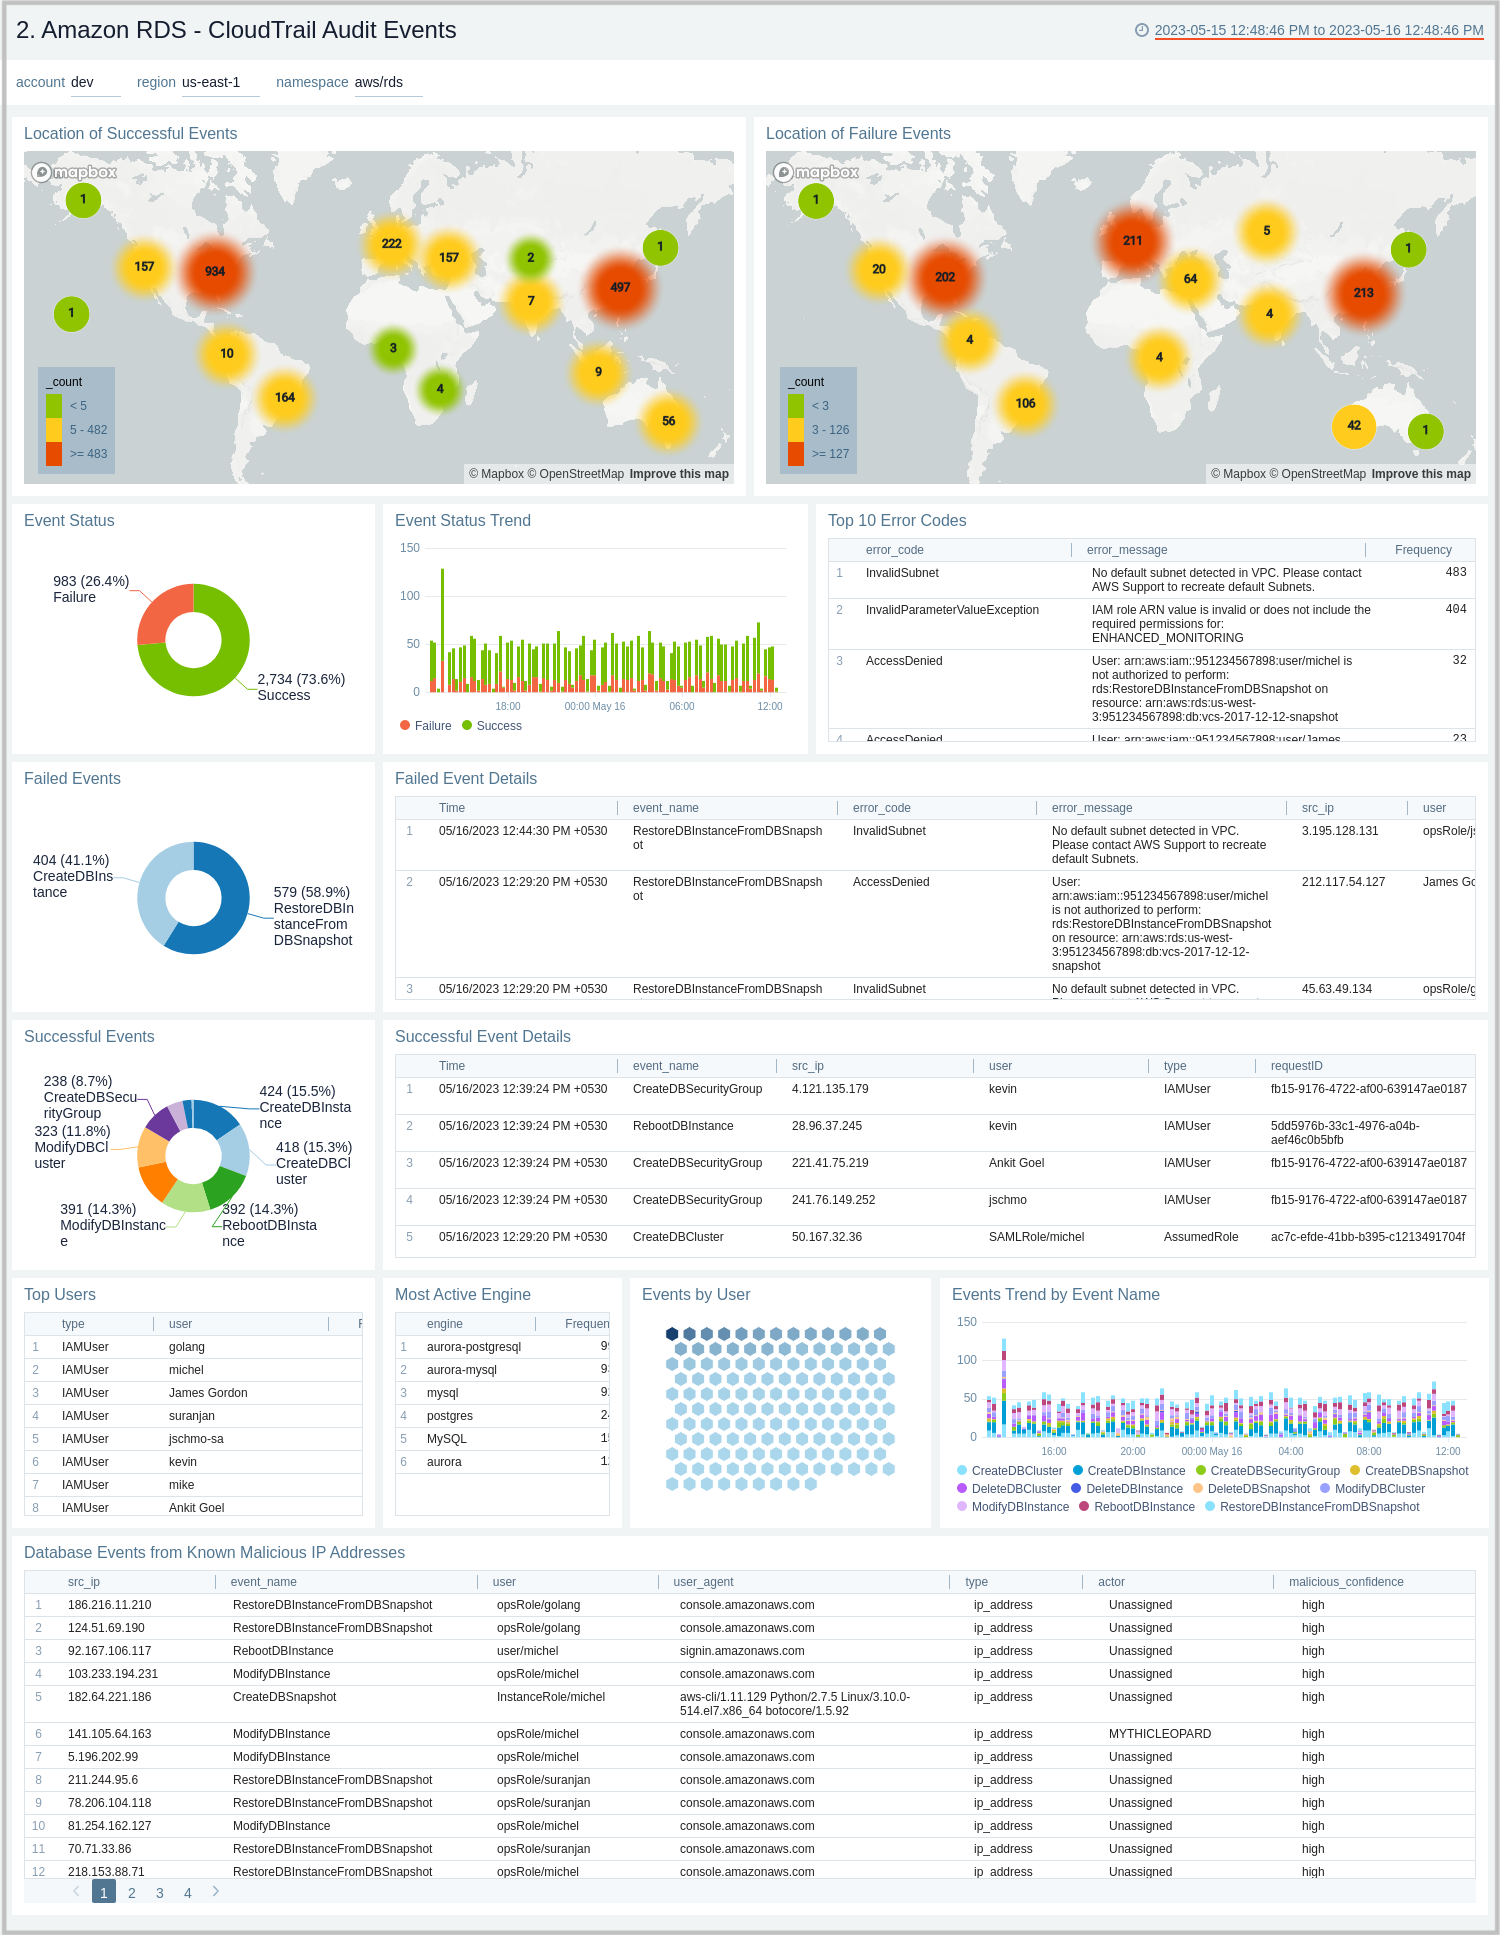 2. Amazon RDS - CloudTrail Audit Events
2023-05-15 12:48:46 PM to 2023-05-16 12:48:46 PM
account dev region us-east-1 namespace aws/rds
Location of Successful Events
mapbox
1
157
934
222
157
2
1
7
497
1
10
3
4
9
164
56
_count
< 5
5 - 482
>= 483
© Mapbox © OpenStreetMap Improve this map
Location of Failure Events
mapbox
1
20
202
211
5
1
64
4
213
4
4
106
42
1
_count
< 3
3 - 126
>= 127
© Mapbox © OpenStreetMap Improve this map
Event Status
983 (26.4%)
Failure
2,734 (73.6%)
Success
Event Status Trend
150
100
50
0
18:00 00:00 May 16 06:00 12:00
Failure Success
Top 10 Error Codes
error_code error_message Frequency
1 InvalidSubnet No default subnet detected in VPC. Please contact 483
AWS Support to recreate default Subnets.
2 InvalidParameterValueException IAM role ARN value is invalid or does not include the 404
required permissions for:
ENHANCED_MONITORING
3 AccessDenied User: arn:aws:iam::951234567898:user/michel is 32
not authorized to perform:
rds:RestoreDBInstanceFromDBSnapshot on
resource: arn:aws:rds:us-west-
3:951234567898:db:vcs-2017-12-12-snapshot
4 AccessDenied User: arn:aws:iam::951234567898:user/James 23
Failed Events
404 (41.1%)
CreateDBIns
tance
579 (58.9%)
RestoreDBIn
stanceFrom
DBSnapshot
Failed Event Details
Time event_name error_code error_message src_ip user
1 05/16/2023 12:44:30 PM +0530 RestoreDBInstanceFromDBSnapsh InvalidSubnet No default subnet detected in VPC. 3.195.128.131 opsRole/js
ot Please contact AWS Support to recreate
default Subnets.
2 05/16/2023 12:29:20 PM +0530 RestoreDBInstanceFromDBSnapsh AccessDenied User: 212.117.54.127 James Go
ot arn:aws:iam::951234567898:user/michel
is not authorized to perform:
rds:RestoreDBInstanceFromDBSnapshot
on resource: arn:aws:rds:us-west-
3:951234567898:db:vcs-2017-12-12-
snapshot
3 05/16/2023 12:29:20 PM +0530 RestoreDBInstanceFromDBSnapsh InvalidSubnet No default subnet detected in VPC. 45.63.49.134 opsRole/g
Successful Events
238 (8.7%)
CreateDBSecu
rityGroup
323 (11.8%)
ModifyDBCl
uster
391 (14.3%)
ModifyDBInstanc
e
424 (15.5%)
CreateDBInsta
nce
418 (15.3%)
CreateDBCl
uster
392 (14.3%)
RebootDBInsta
nce
Successful Event Details
Time event_name src_ip user type requestID
1 05/16/2023 12:39:24 PM +0530 CreateDBSecurityGroup 4.121.135.179 kevin IAMUser fb15-9176-4722-af00-639147ae0187
2 05/16/2023 12:39:24 PM +0530 RebootDBInstance 28.96.37.245 kevin IAMUser 5dd5976b-33c1-4976-a04b-
aef46c0b5bfb
3 05/16/2023 12:39:24 PM +0530 CreateDBSecurityGroup 221.41.75.219 Ankit Goel IAMUser fb15-9176-4722-af00-639147ae0187
4 05/16/2023 12:39:24 PM +0530 CreateDBSecurityGroup 241.76.149.252 jschmo IAMUser fb15-9176-4722-af00-639147ae0187
5 05/16/2023 12:29:20 PM +0530 CreateDBCluster 50.167.32.36 SAMLRole/michel AssumedRole ac7c-efde-41bb-b395-c1213491704f
Top Users
type user
1 IAMUser golang
2 IAMUser michel
3 IAMUser James Gordon
4 IAMUser suranjan
5 IAMUser jschmo-sa
6 IAMUser kevin
7 IAMUser mike
8 IAMUser Ankit Goel
Most Active Engine
engine Frequen
1 aurora-postgresql
2 aurora-mysql
3 mysql
4 postgres
5 MySQL
6 aurora
Events by User
Events Trend by Event Name
150
100
50
0
16:00 20:00 00:00 May 16 04:00 08:00 12:00
CreateDBCluster CreateDBInstance CreateDBSecurityGroup CreateDBSnapshot
DeleteDBCluster DeleteDBInstance DeleteDBSnapshot ModifyDBCluster
ModifyDBInstance RebootDBInstance RestoreDBInstanceFromDBSnapshot
Database Events from Known Malicious IP Addresses
src_ip event_name user user_agent type actor malicious_confidence
1 186.216.11.210 RestoreDBInstanceFromDBSnapshot opsRole/golang console.amazonaws.com ip_address Unassigned high
2 124.51.69.190 RestoreDBInstanceFromDBSnapshot opsRole/golang console.amazonaws.com ip_address Unassigned high
3 92.167.106.117 RebootDBInstance user/michel signin.amazonaws.com ip_address Unassigned high
4 103.233.194.231 ModifyDBInstance opsRole/michel console.amazonaws.com ip_address Unassigned high
5 182.64.221.186 CreateDBSnapshot InstanceRole/michel aws-cli/1.11.129 Python/2.7.5 Linux/3.10.0- ip_address Unassigned high
514.el7.x86_64 botocore/1.5.92
6 141.105.64.163 ModifyDBInstance opsRole/michel console.amazonaws.com ip_address MYTHICLEOPARD high
7 5.196.202.99 ModifyDBInstance opsRole/michel console.amazonaws.com ip_address Unassigned high
8 211.244.95.6 RestoreDBInstanceFromDBSnapshot opsRole/suranjan console.amazonaws.com ip_address Unassigned high
9 78.206.104.118 RestoreDBInstanceFromDBSnapshot opsRole/suranjan console.amazonaws.com ip_address Unassigned high
10 81.254.162.127 ModifyDBInstance opsRole/michel console.amazonaws.com ip_address Unassigned high
11 70.71.33.86 RestoreDBInstanceFromDBSnapshot opsRole/suranjan console.amazonaws.com ip_address Unassigned high
12 218.153.88.71 RestoreDBInstanceFromDBSnapshot opsRole/michel console.amazonaws.com ip_address Unassigned high
1 2 3 4